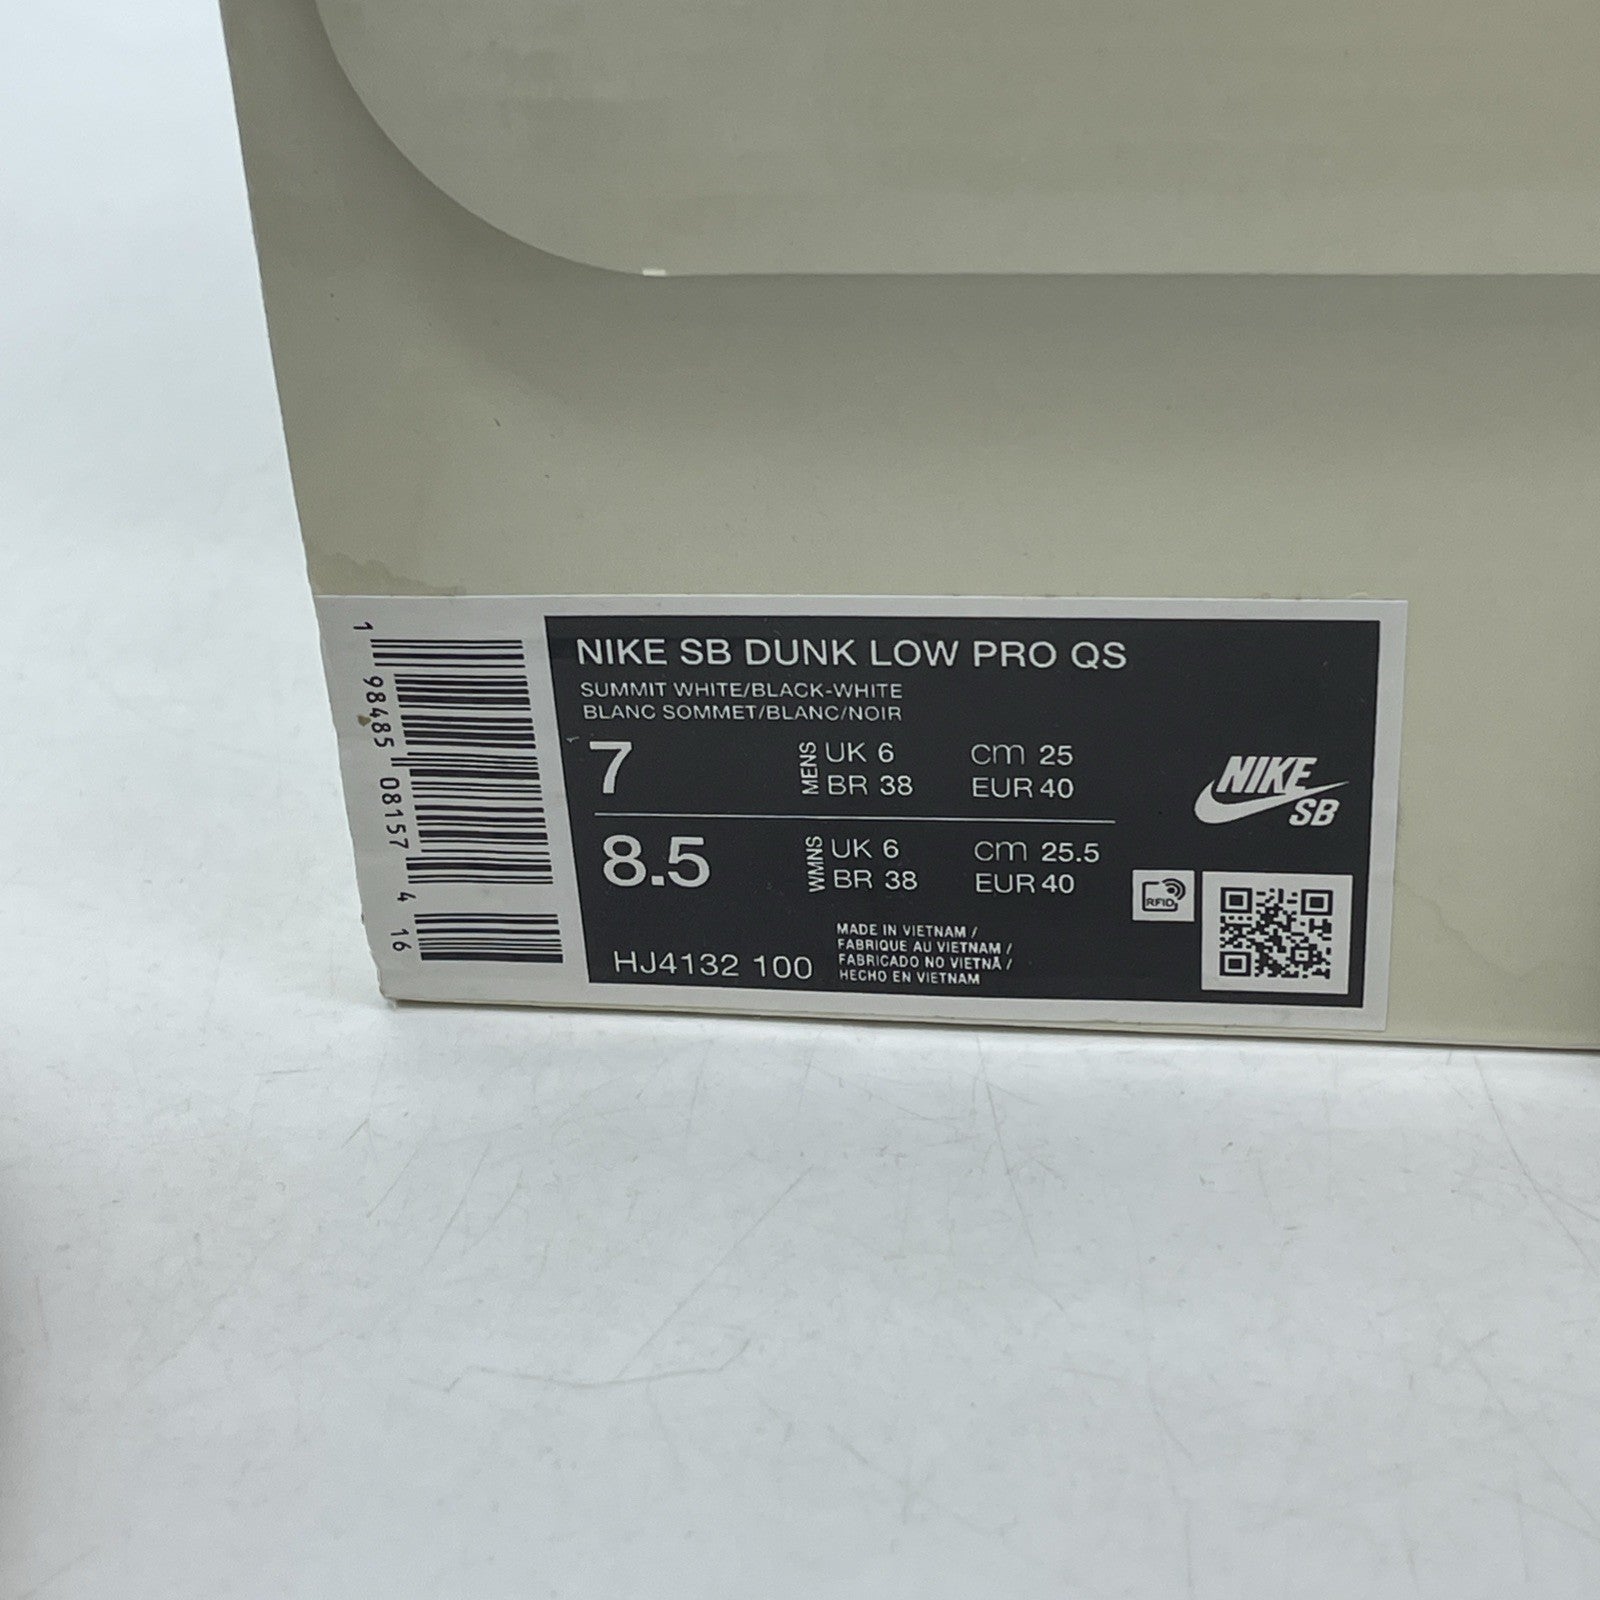 1 98485 08157 4 16
NIKE SB DUNK LOW PRO QS
SUMMIT WHITE/BLACK-WHITE
BLANC SOMMET/BLANC/NOIR
7 MENS UK 6 cm 25
BR 38 EUR 40
8.5 WMNS UK 6 cm 25.5
BR 38 EUR 40
NIKE
SB
RFID
HJ4132 100
MADE IN VIETNAM /
FABRIQUE AU VIETNAM /
FABRICADO NO VIETNÃ /
HECHO EN VIETNAM